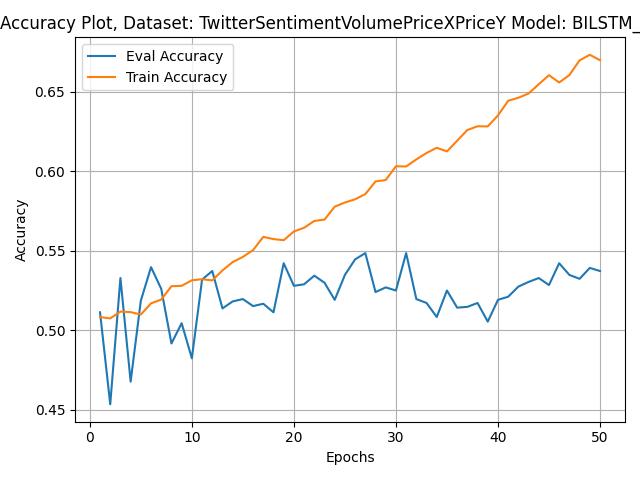 Accuracy Plot, Dataset: TwitterSentimentVolumePriceXPriceY Model: BILSTM_
Eval Accuracy
Train Accuracy
Accuracy
0.65
0.60
0.55
0.50
0.45
0 10 20 30 40 50
Epochs